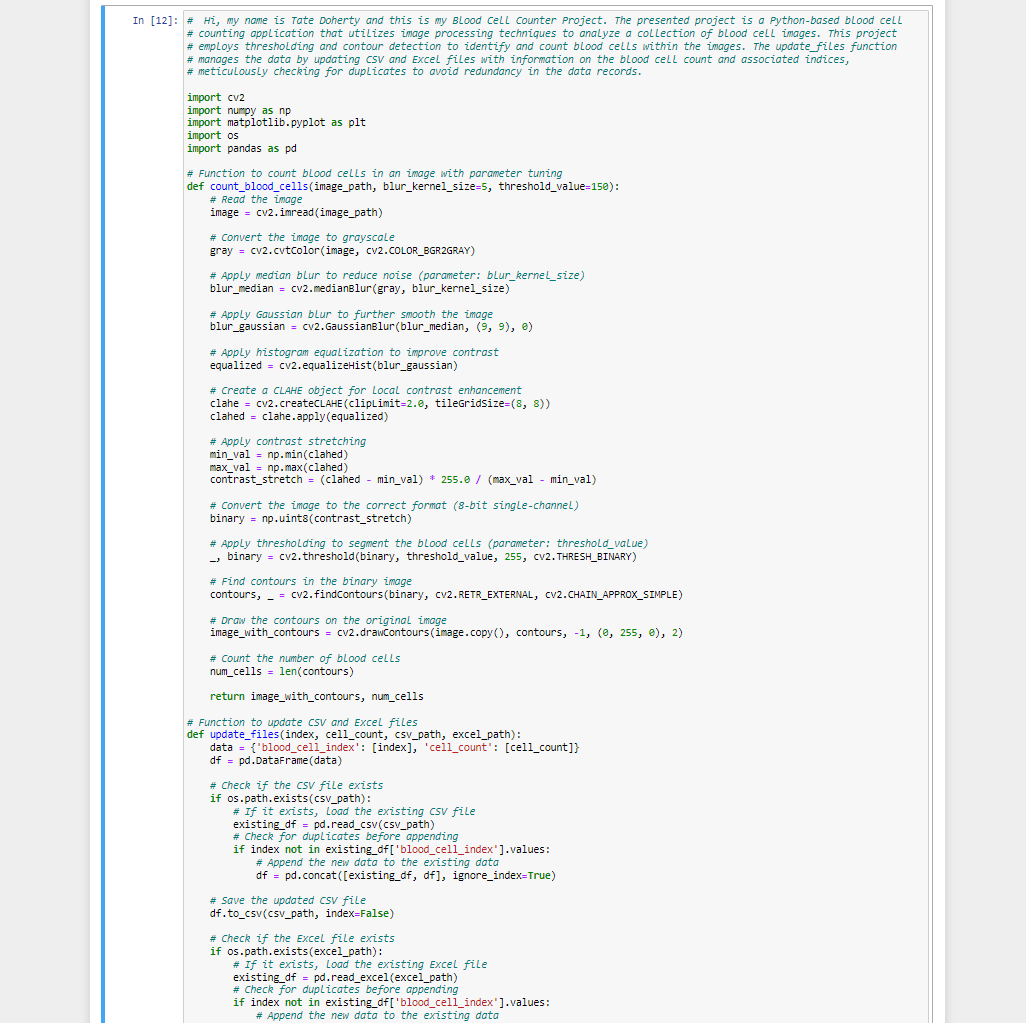 In [12]: # Hi, my name is Tate Doherty and this is my Blood Cell Counter Project. The presented project is a Python-based blood cell
# counting application that utilizes image processing techniques to analyze a collection of blood cell images. This project
# employs thresholding and contour detection to identify and count blood cells within the images. The update_files function
# manages the data by updating CSV and Excel files with information on the blood cell count and associated indices,
# meticulously checking for duplicates to avoid redundancy in the data records.
import cv2
import numpy as np
import matplotlib.pyplot as plt
import os
import pandas as pd
# Function to count blood cells in an image with parameter tuning
def count_blood_cells(image_path, blur_kernel_size=5, threshold_value=150):
# Read the image
image = cv2.imread(image_path)
# Convert the image to grayscale
gray = cv2.cvtColor(image, cv2.COLOR_BGR2GRAY)
# Apply median blur to reduce noise (parameter: blur_kernel_size)
blur_median = cv2.medianBlur(gray, blur_kernel_size)
# Apply Gaussian blur to further smooth the image
blur_gaussian = cv2.GaussianBlur(blur_median, (9, 9), 0)
# Apply histogram equalization to improve contrast
equalized = cv2.equalizeHist(blur_gaussian)
# Create a CLAHE object for local contrast enhancement
clahe = cv2.createCLAHE(clipLimit=2.0, tileGridSize=(8, 8))
clahed = clahe.apply(equalized)
# Apply contrast stretching
min_val = np.min(clahed)
max_val = np.max(clahed)
contrast_stretch = (clahed - min_val) * 255.0 / (max_val - min_val)
# Convert the image to the correct format (8-bit single-channel)
binary = np.uint8(contrast_stretch)
# Apply thresholding to segment the blood cells (parameter: threshold_value)
_, binary = cv2.threshold(binary, threshold_value, 255, cv2.THRESH_BINARY)
# Find contours in the binary image
contours, _ = cv2.findContours(binary, cv2.RETR_EXTERNAL, cv2.CHAIN_APPROX_SIMPLE)
# Draw the contours on the original image
image_with_contours = cv2.drawContours(image.copy(), contours, -1, (0, 255, 0), 2)
# Count the number of blood cells
num_cells = len(contours)
return image_with_contours, num_cells
# Function to update CSV and Excel files
def update_files(index, cell_count, csv_path, excel_path):
data = {'blood_cell_index': [index], 'cell_count': [cell_count]}
df = pd.DataFrame(data)
# Check if the CSV file exists
if os.path.exists(csv_path):
# If it exists, load the existing CSV file
existing_df = pd.read_csv(csv_path)
# Check for duplicates before appending
if index not in existing_df['blood_cell_index'].values:
# Append the new data to the existing data
df = pd.concat([existing_df, df], ignore_index=True)
# Save the updated CSV file
df.to_csv(csv_path, index=False)
# Check if the Excel file exists
if os.path.exists(excel_path):
# If it exists, load the existing Excel file
existing_df = pd.read_excel(excel_path)
# Check for duplicates before appending
if index not in existing_df['blood_cell_index'].values:
# Append the new data to the existing data